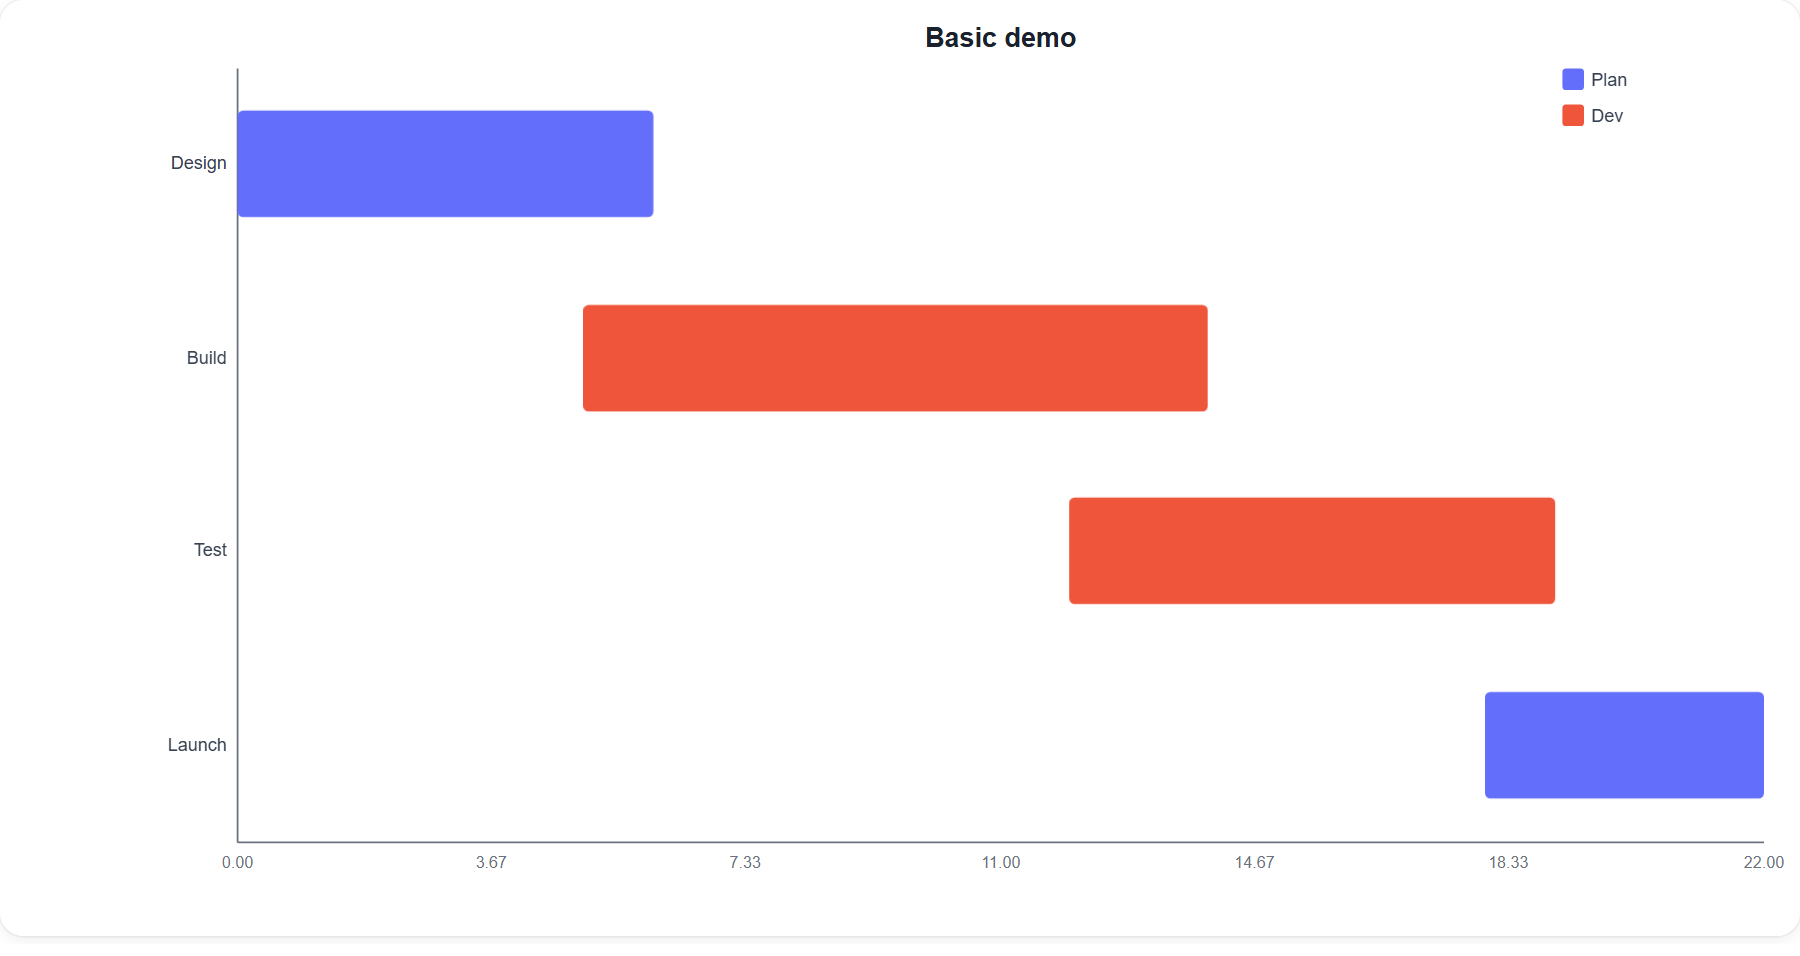 Basic demo
Plan
Dev
Design
Build
Test
Launch
0.00 3.67 7.33 11.00 14.67 18.33 22.00